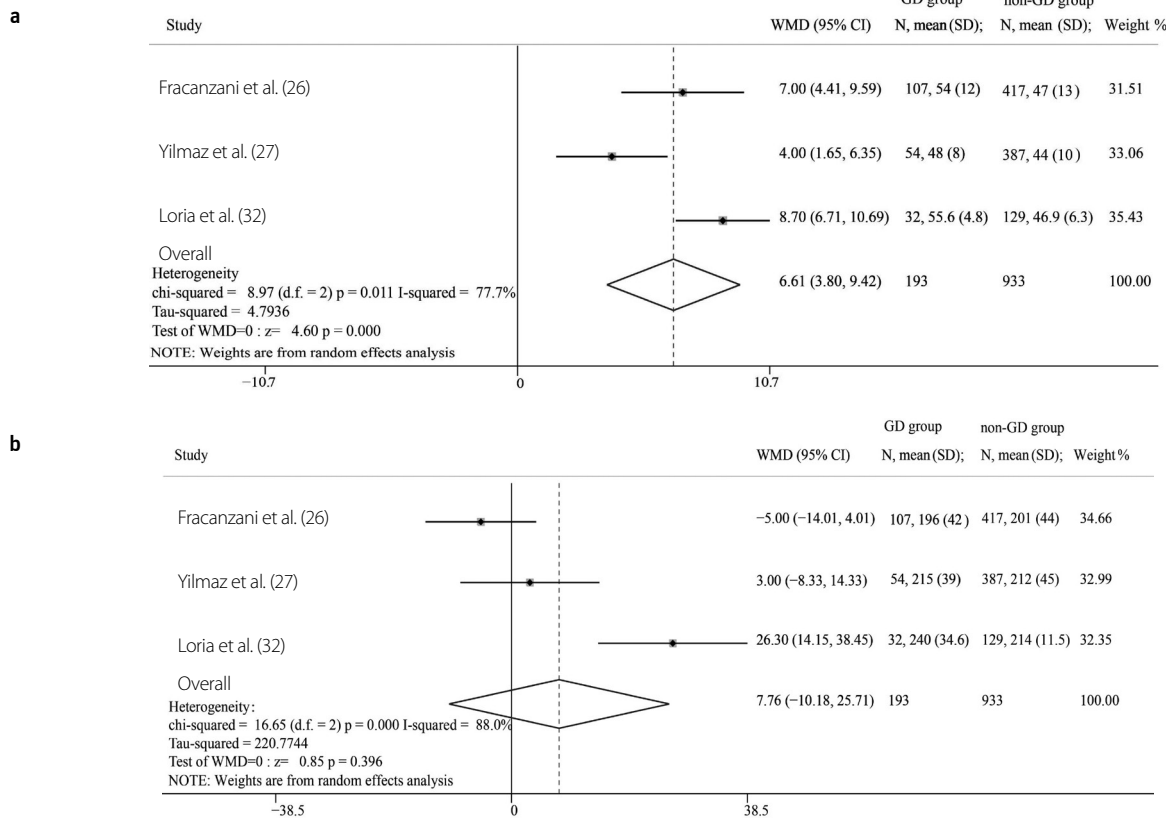 a
GD group non-GD group
Study WMD (95% CI) N, mean (SD); N, mean (SD); Weight %
Fracanzani et al. (26) 7.00 (4.41, 9.59) 107, 54 (12) 417, 47 (13) 31.51
Yilmaz et al. (27) 4.00 (1.65, 6.35) 54, 48 (8) 387, 44 (10) 33.06
Loria et al. (32) 8.70 (6.71, 10.69) 32, 55.6 (4.8) 129, 46.9 (6.3) 35.43
Overall
Heterogeneity 6.61 (3.80, 9.42) 193 933 100.00
chi-squared = 8.97 (d.f. = 2) p = 0.011 I-squared = 77.7%
Tau-squared = 4.7936
Test of WMD=0 : z= 4.60 p = 0.000
NOTE: Weights are from random effects analysis
−10.7 0 10.7
b
GD group non-GD group
Study WMD (95% CI) N, mean (SD); N, mean (SD); Weight %
Fracanzani et al. (26) −5.00 (−14.01, 4.01) 107, 196 (42) 417, 201 (44) 34.66
Yilmaz et al. (27) 3.00 (−8.33, 14.33) 54, 215 (39) 387, 212 (45) 32.99
Loria et al. (32) 26.30 (14.15, 38.45) 32, 240 (34.6) 129, 214 (11.5) 32.35
Overall
Heterogeneity: 7.76 (−10.18, 25.71) 193 933 100.00
chi-squared = 16.65 (d.f. = 2) p = 0.000 I-squared = 88.0%
Tau-squared = 220.7744
Test of WMD=0 : z= 0.85 p = 0.396
NOTE: Weights are from random effects analysis
−38.5 0 38.5